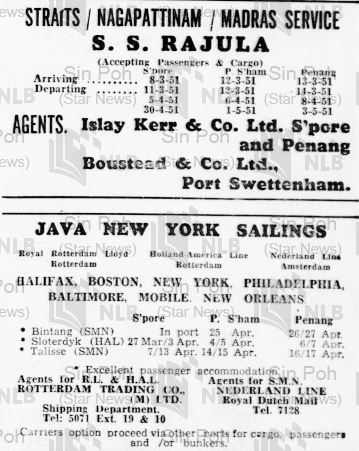 STRAITS / NAGAPATTINAM / MADRAS SERVICE
S. S. RAJULA
(Accepting Passengers & Cargo)
S'pore P. S'ham Penang
Arriving ........ 8-3-51 12-3-51 13-3-51
Departing ........ 11-3-51 12-3-51 14-3-51
5-4-51 6-4-51 8-4-51
30-4-51 1-5-51 3-5-51
AGENTS. Islay Kerr & Co. Ltd. S'pore
and Penang
Boustead & Co. Ltd.,
Port Swettenham.
JAVA NEW YORK SAILINGS
Royal Rotterdam Lloyd Holland America Line Nederland Line
Rotterdam Rotterdam Amsterdam
HALIFAX, BOSTON, NEW YORK, PHILADELPHIA,
BALTIMORE, MOBILE, NEW ORLEANS
S'pore P. S'ham Penang
* Bintang (SMN) In port 25 Apr. 26/27 Apr.
* Sloterdyk (HAL) 27 Mar/3 Apr. 4/5 Apr. 6/7 Apr.
* Talisse (SMN) 7/13 Apr. 14/15 Apr. 16/17 Apr.
* Excellent passenger accommodation.
Agents for R.L. & H.A.L. Agents for S.M.N.
ROTTERDAM TRADING CO., NEDERLAND LINE
(M) LTD. Royal Dutch Mail
Shipping Department. Tel. 7128.
Tel: 5071 Ext. 19 & 10
Carriers option proceed via other ports for cargo, passengers
and /or bunkers.